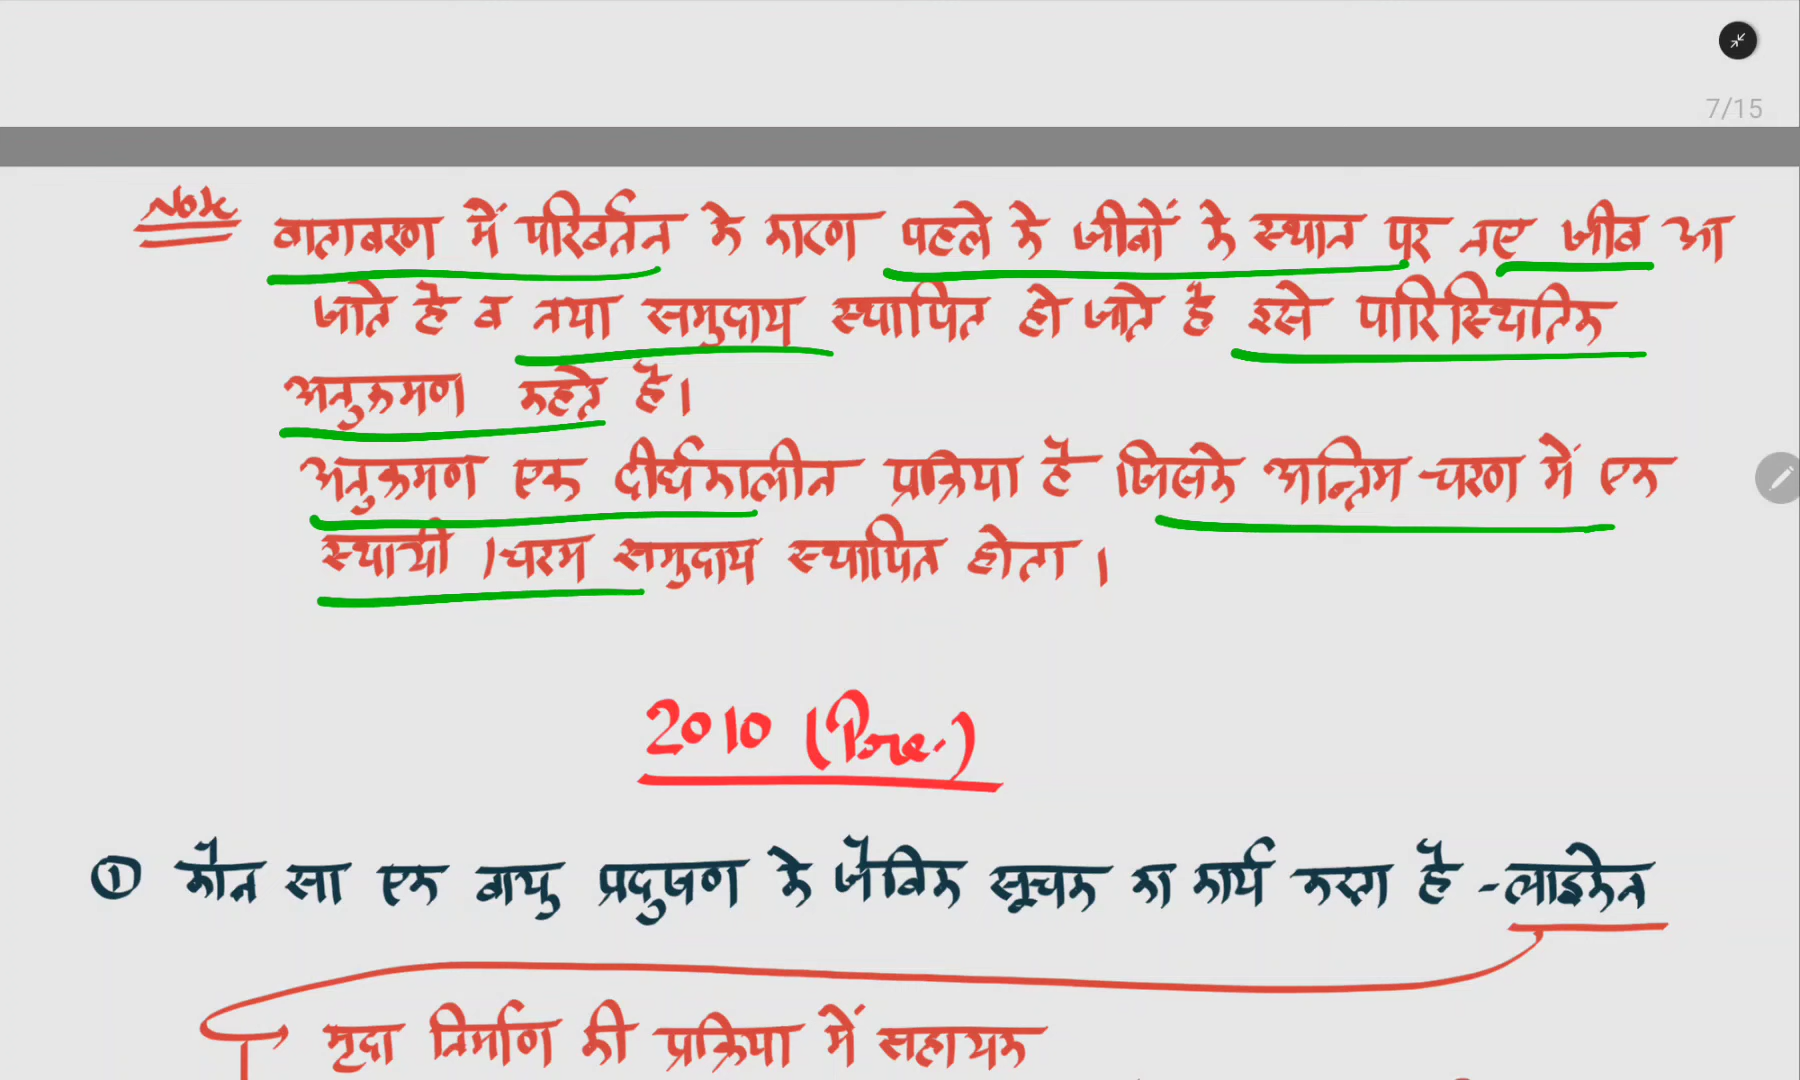 7/15
Note वातावरण में परिवर्तन के कारण पहले के जीवों के स्थान पर नए जीव आ
जाते है व नया समुदाय स्थापित हो जाते है इसे पारिस्थितिक
अनुक्रमण कहते है।
अनुक्रमण एक दीर्घकालीन प्रक्रिया है जिसके अन्तिम चरण में एक
स्थायी / चरम समुदाय स्थापित होता।
2010 (Pre.)
① कौन सा एक वायु प्रदुषण के जैविक सूचक का कार्य करता है - लाइकेन
मृदा निर्माण की प्रक्रिया में सहायक